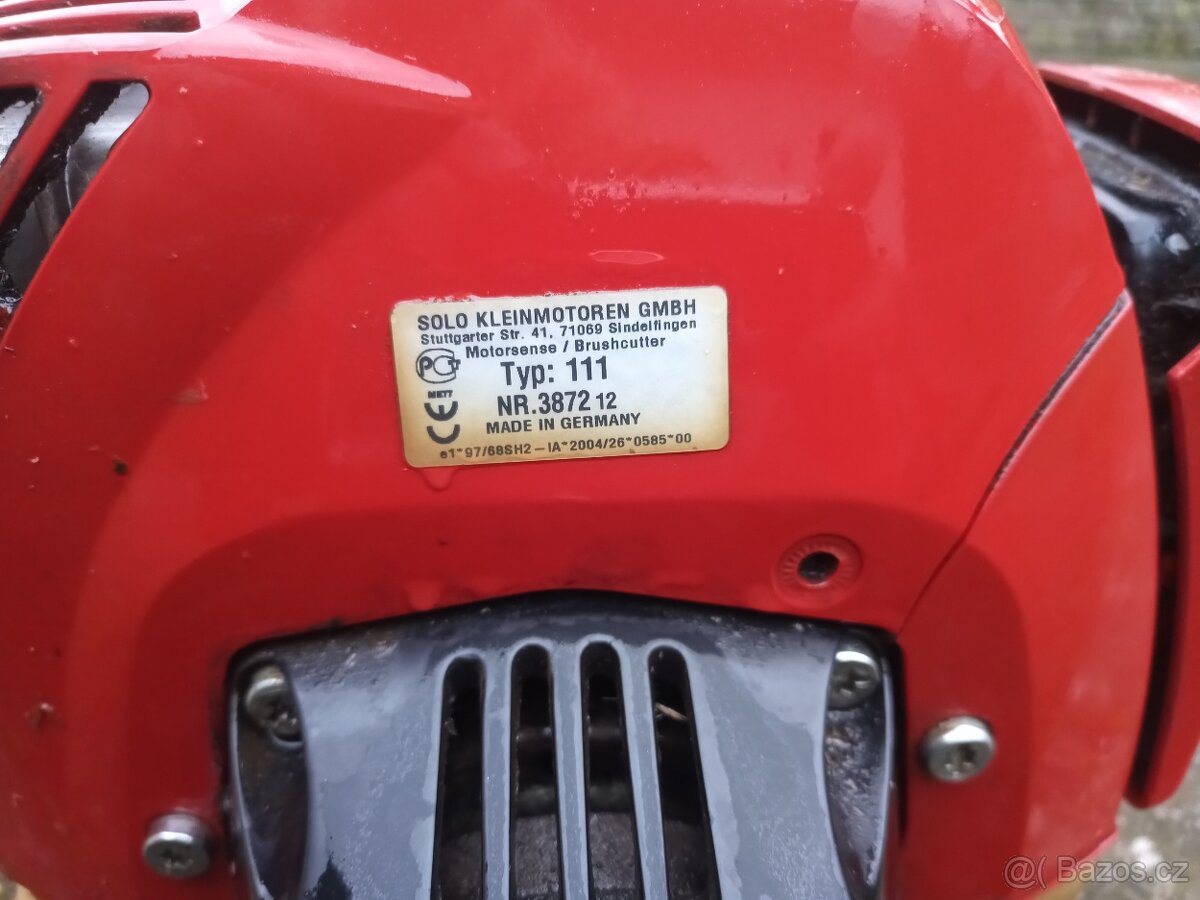 SOLO KLEINMOTOREN GMBH
Stuttgarter Str. 41, 71069 Sindelfingen
Motorsense / Brushcutter
Typ: 111
NR.3872 12
MADE IN GERMANY
e1*97/68SH2-IA*2004/26*0585*00
Bazos.cz